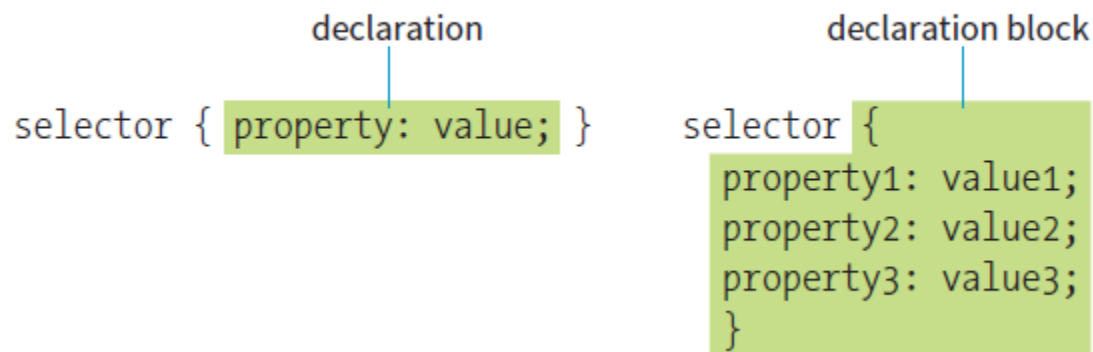 declaration
selector { property: value; }
declaration block
selector {
property1: value1;
property2: value2;
property3: value3;
}